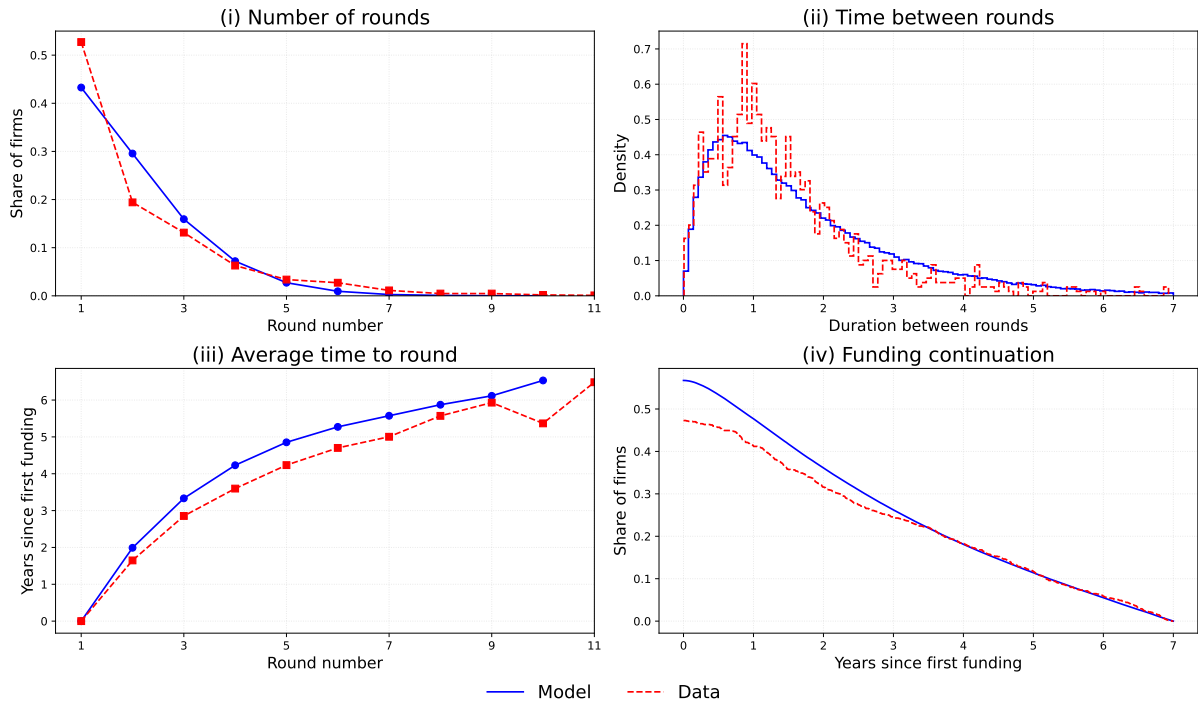 (i) Number of rounds
Share of firms
0.5
0.4
0.3
0.2
0.1
0.0
1 3 5 7 9 11
Round number
(ii) Time between rounds
Density
0.7
0.6
0.5
0.4
0.3
0.2
0.1
0.0
0 1 2 3 4 5 6 7
Duration between rounds
(iii) Average time to round
Years since first funding
6
5
4
3
2
1
0
1 3 5 7 9 11
Round number
(iv) Funding continuation
Share of firms
0.5
0.4
0.3
0.2
0.1
0.0
0 1 2 3 4 5 6 7
Years since first funding
Model Data